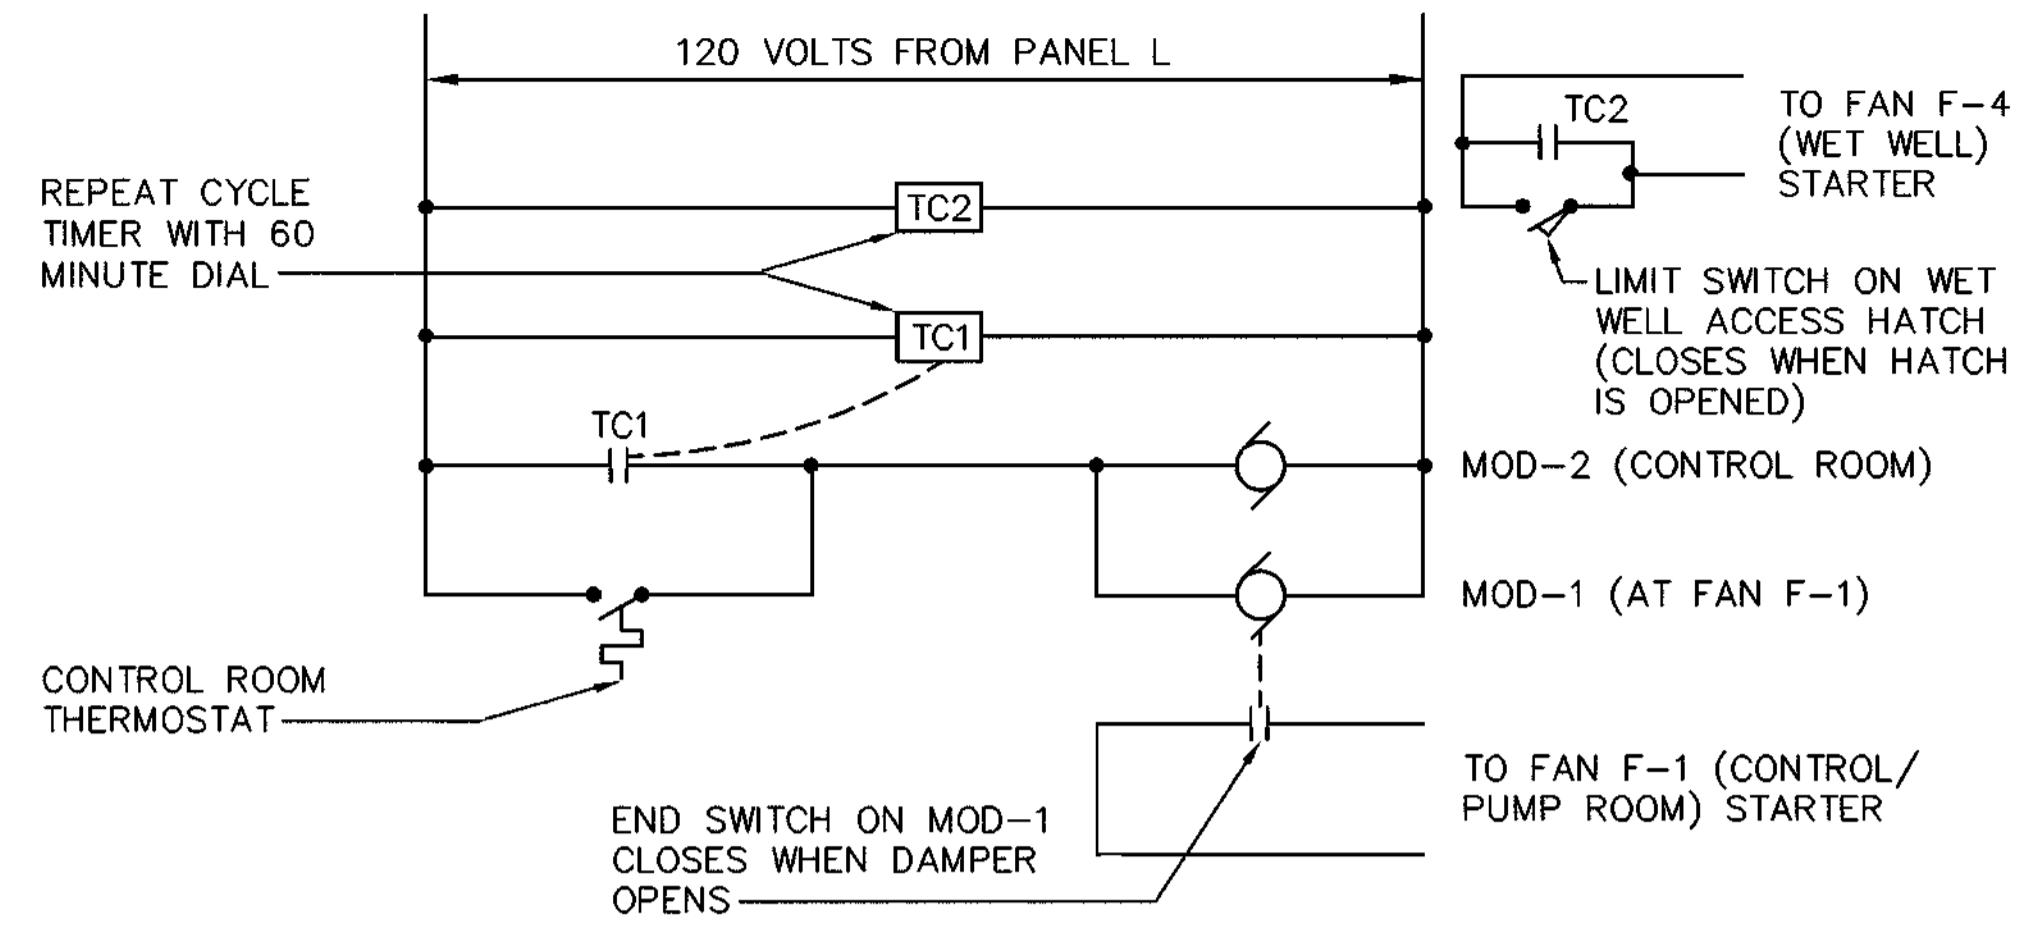 120 VOLTS FROM PANEL L
TC2
TO FAN F-4
(WET WELL)
STARTER
REPEAT CYCLE
TIMER WITH 60
MINUTE DIAL
TC2
LIMIT SWITCH ON WET
WELL ACCESS HATCH
(CLOSES WHEN HATCH
IS OPENED)
TC1
TC1
MOD-2 (CONTROL ROOM)
MOD-1 (AT FAN F-1)
CONTROL ROOM
THERMOSTAT
TO FAN F-1 (CONTROL/
PUMP ROOM) STARTER
END SWITCH ON MOD-1
CLOSES WHEN DAMPER
OPENS